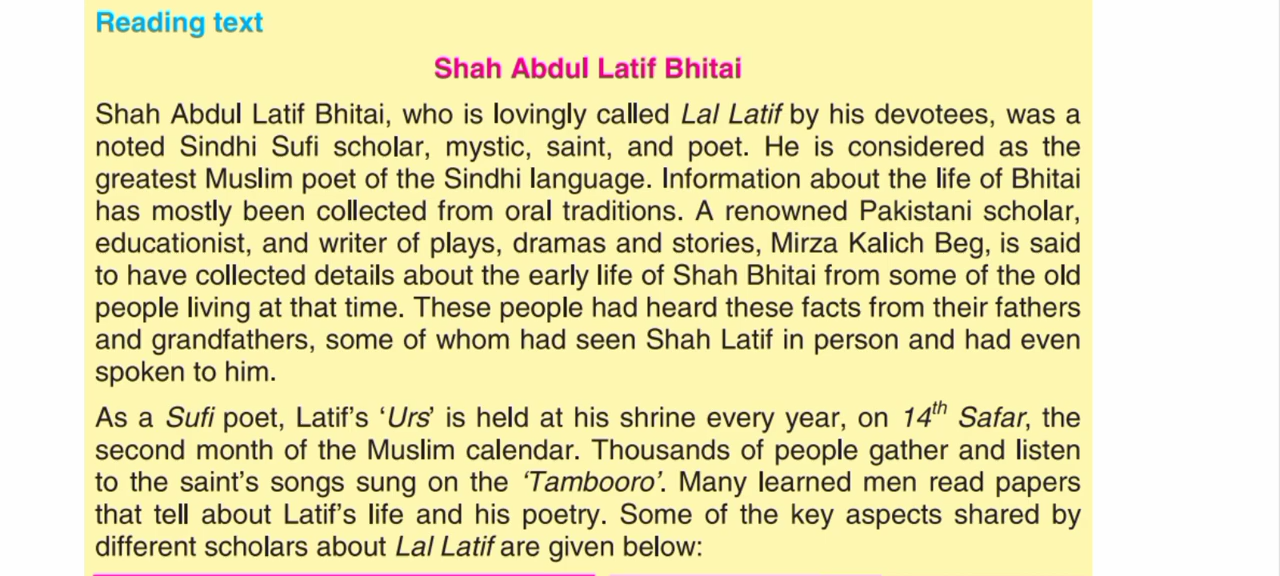 Reading text
Shah Abdul Latif Bhitai
Shah Abdul Latif Bhitai, who is lovingly called Lal Latif by his devotees, was a
noted Sindhi Sufi scholar, mystic, saint, and poet. He is considered as the
greatest Muslim poet of the Sindhi language. Information about the life of Bhitai
has mostly been collected from oral traditions. A renowned Pakistani scholar,
educationist, and writer of plays, dramas and stories, Mirza Kalich Beg, is said
to have collected details about the early life of Shah Bhitai from some of the old
people living at that time. These people had heard these facts from their fathers
and grandfathers, some of whom had seen Shah Latif in person and had even
spoken to him.
As a Sufi poet, Latif’s ‘Urs’ is held at his shrine every year, on 14th Safar, the
second month of the Muslim calendar. Thousands of people gather and listen
to the saint’s songs sung on the ‘Tambooro’. Many learned men read papers
that tell about Latif’s life and his poetry. Some of the key aspects shared by
different scholars about Lal Latif are given below: